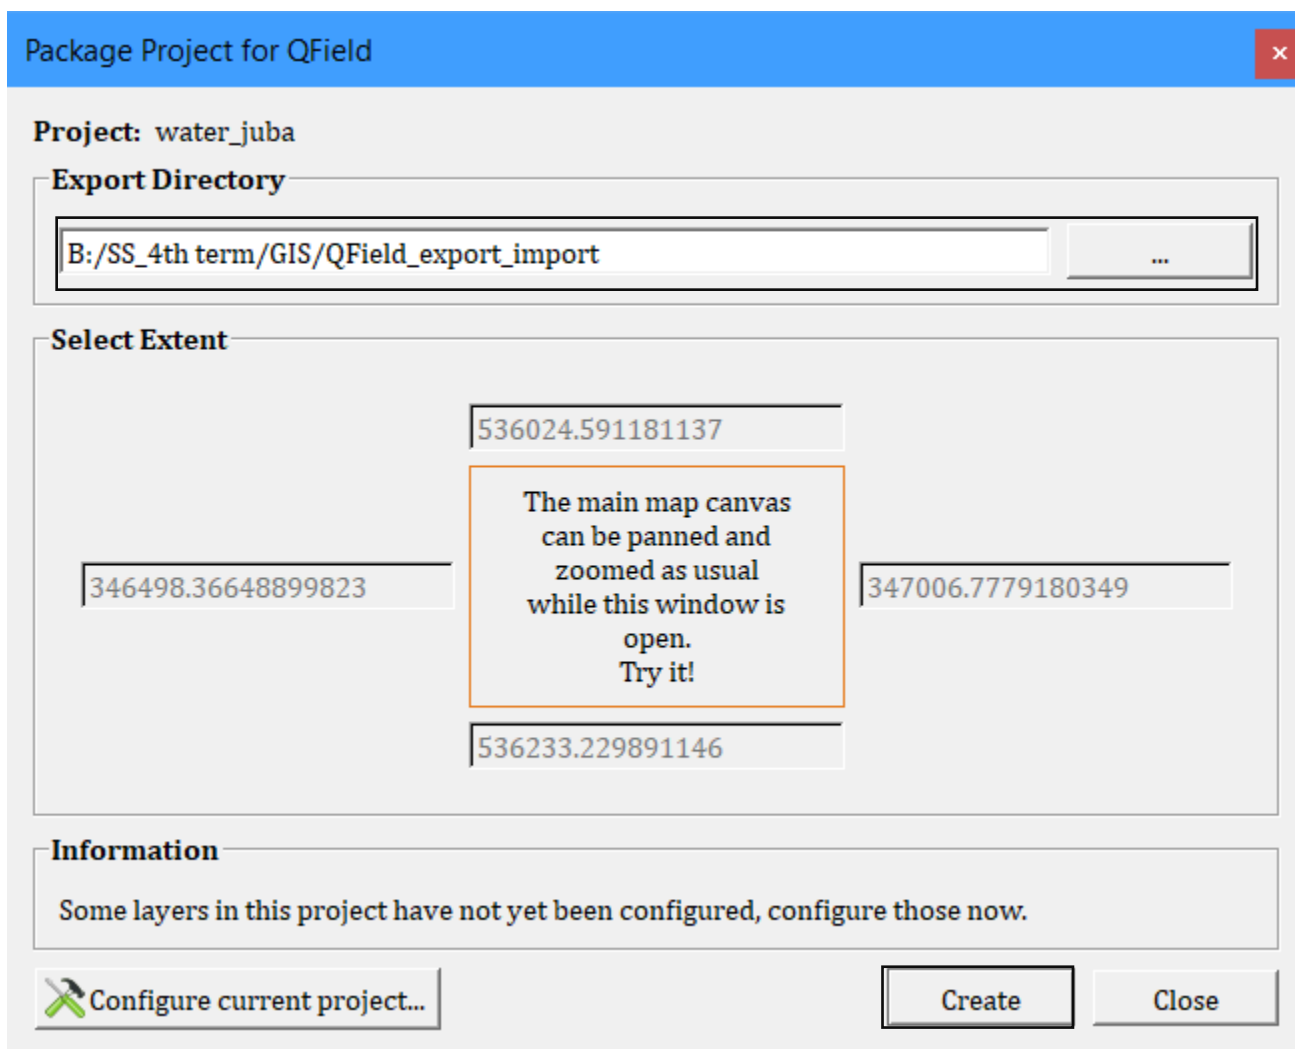 Package Project for QField
×
Project: water_juba
Export Directory
B:/SS_4th term/GIS/QField_export_import
...
Select Extent
536024.591181137
346498.36648899823
The main map canvas
can be panned and
zoomed as usual
while this window is
open.
Try it!
347006.7779180349
536233.229891146
Information
Some layers in this project have not yet been configured, configure those now.
Configure current project...
Create
Close